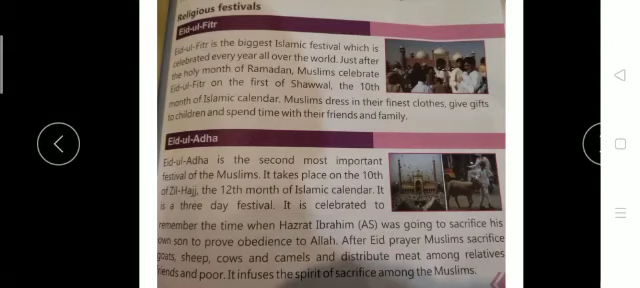 Religious festivals
Eid-ul-Fitr
Eid-ul-Fitr is the biggest Islamic festival which is
celebrated every year all over the world. Just after
the holy month of Ramadan, Muslims celebrate
Eid-ul-Fitr on the first of Shawwal, the 10th
month of Islamic calendar. Muslims dress in their finest clothes, give gifts
to children and spend time with their friends and family.
Eid-ul-Adha
Eid-ul-Adha is the second most important
festival of the Muslims. It takes place on the 10th
of Zil-Hajj, the 12th month of Islamic calendar. It
is a three day festival. It is celebrated to
remember the time when Hazrat Ibrahim (AS) was going to sacrifice his
own son to prove obedience to Allah. After Eid prayer Muslims sacrifice
goats, sheep, cows and camels and distribute meat among relatives
friends and poor. It infuses the spirit of sacrifice among the Muslims.